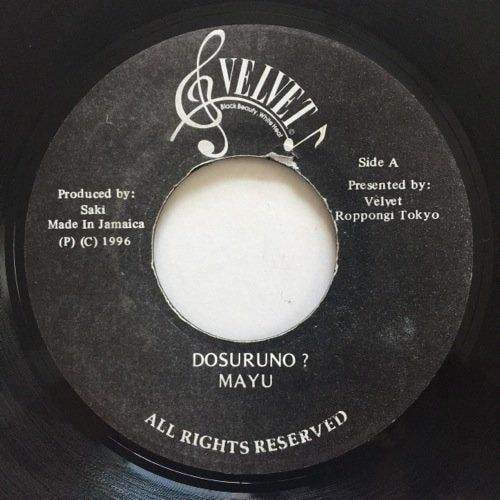 VELVET
Black Beauty, White Heat
©
Side A
Produced by:
Saki
Made In Jamaica
(P) (C) 1996
Presented by:
Velvet
Roppongi Tokyo
DOSURUNO ?
MAYU
ALL RIGHTS RESERVED